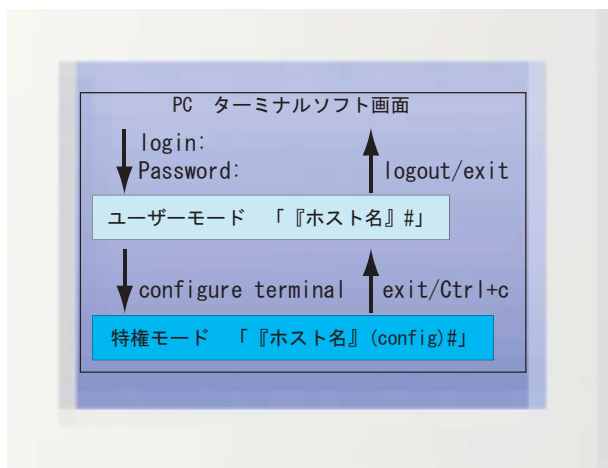 PC ターミナルソフト画面
login:
Password:
logout/exit
ユーザーモード 「『ホスト名』#」
configure terminal
exit/Ctrl+c
特権モード 「『ホスト名』(config)#」